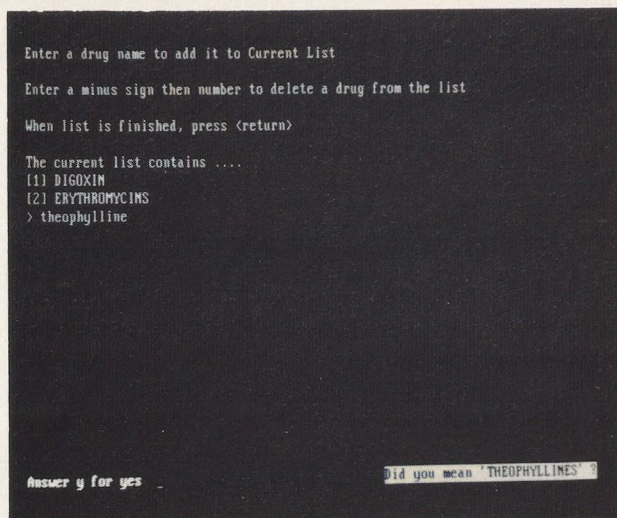 Enter a drug name to add it to Current List
Enter a minus sign then number to delete a drug from the list
When list is finished, press <return>
The current list contains ....
[1] DIGOXIN
[2] ERYTHROMYCINS
> theophylline
Did you mean 'THEOPHYLLINES' ?
Answer y for yes _